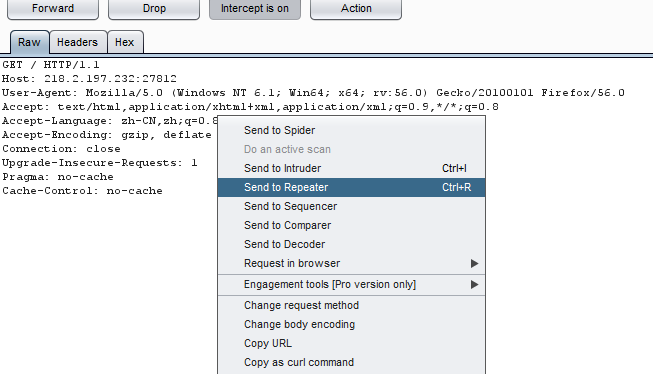 Forward Drop Intercept is on Action
Raw Headers Hex
GET / HTTP/1.1
Host: 218.2.197.232:27812
User-Agent: Mozilla/5.0 (Windows NT 6.1; Win64; x64; rv:56.0) Gecko/20100101 Firefox/56.0
Accept: text/html,application/xhtml+xml,application/xml;q=0.9,*/*;q=0.8
Accept-Language: zh-CN,zh;q=0.8
Accept-Encoding: gzip, deflate
Connection: close
Upgrade-Insecure-Requests: 1
Pragma: no-cache
Cache-Control: no-cache
Send to Spider
Do an active scan
Send to Intruder Ctrl+I
Send to Repeater Ctrl+R
Send to Sequencer
Send to Comparer
Send to Decoder
Request in browser
Engagement tools [Pro version only]
Change request method
Change body encoding
Copy URL
Copy as curl command